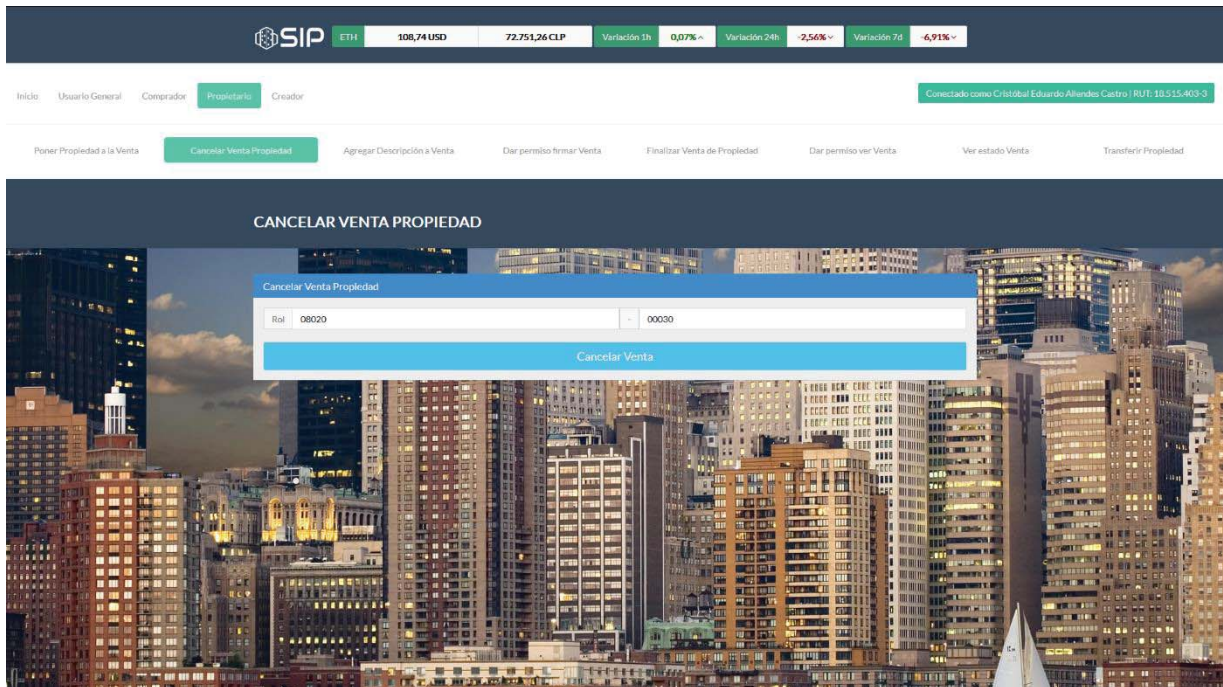 SIP ETH 108,74 USD 72.751,26 CLP Variación 1h 0,07% Variación 24h -2,56% Variación 7d -6,91%
Inicio Usuario General Comprador Propietario Creador Conectado como Cristóbal Eduardo Allendes Castro | RUT: 18.515.403-3
Poner Propiedad a la Venta Cancelar Venta Propiedad Agregar Descripción a Venta Dar permiso firmar Venta Finalizar Venta de Propiedad Dar permiso ver Venta Ver estado Venta Transferir Propiedad
CANCELAR VENTA PROPIEDAD
Cancelar Venta Propiedad
Rol 08020 - 00030
Cancelar Venta